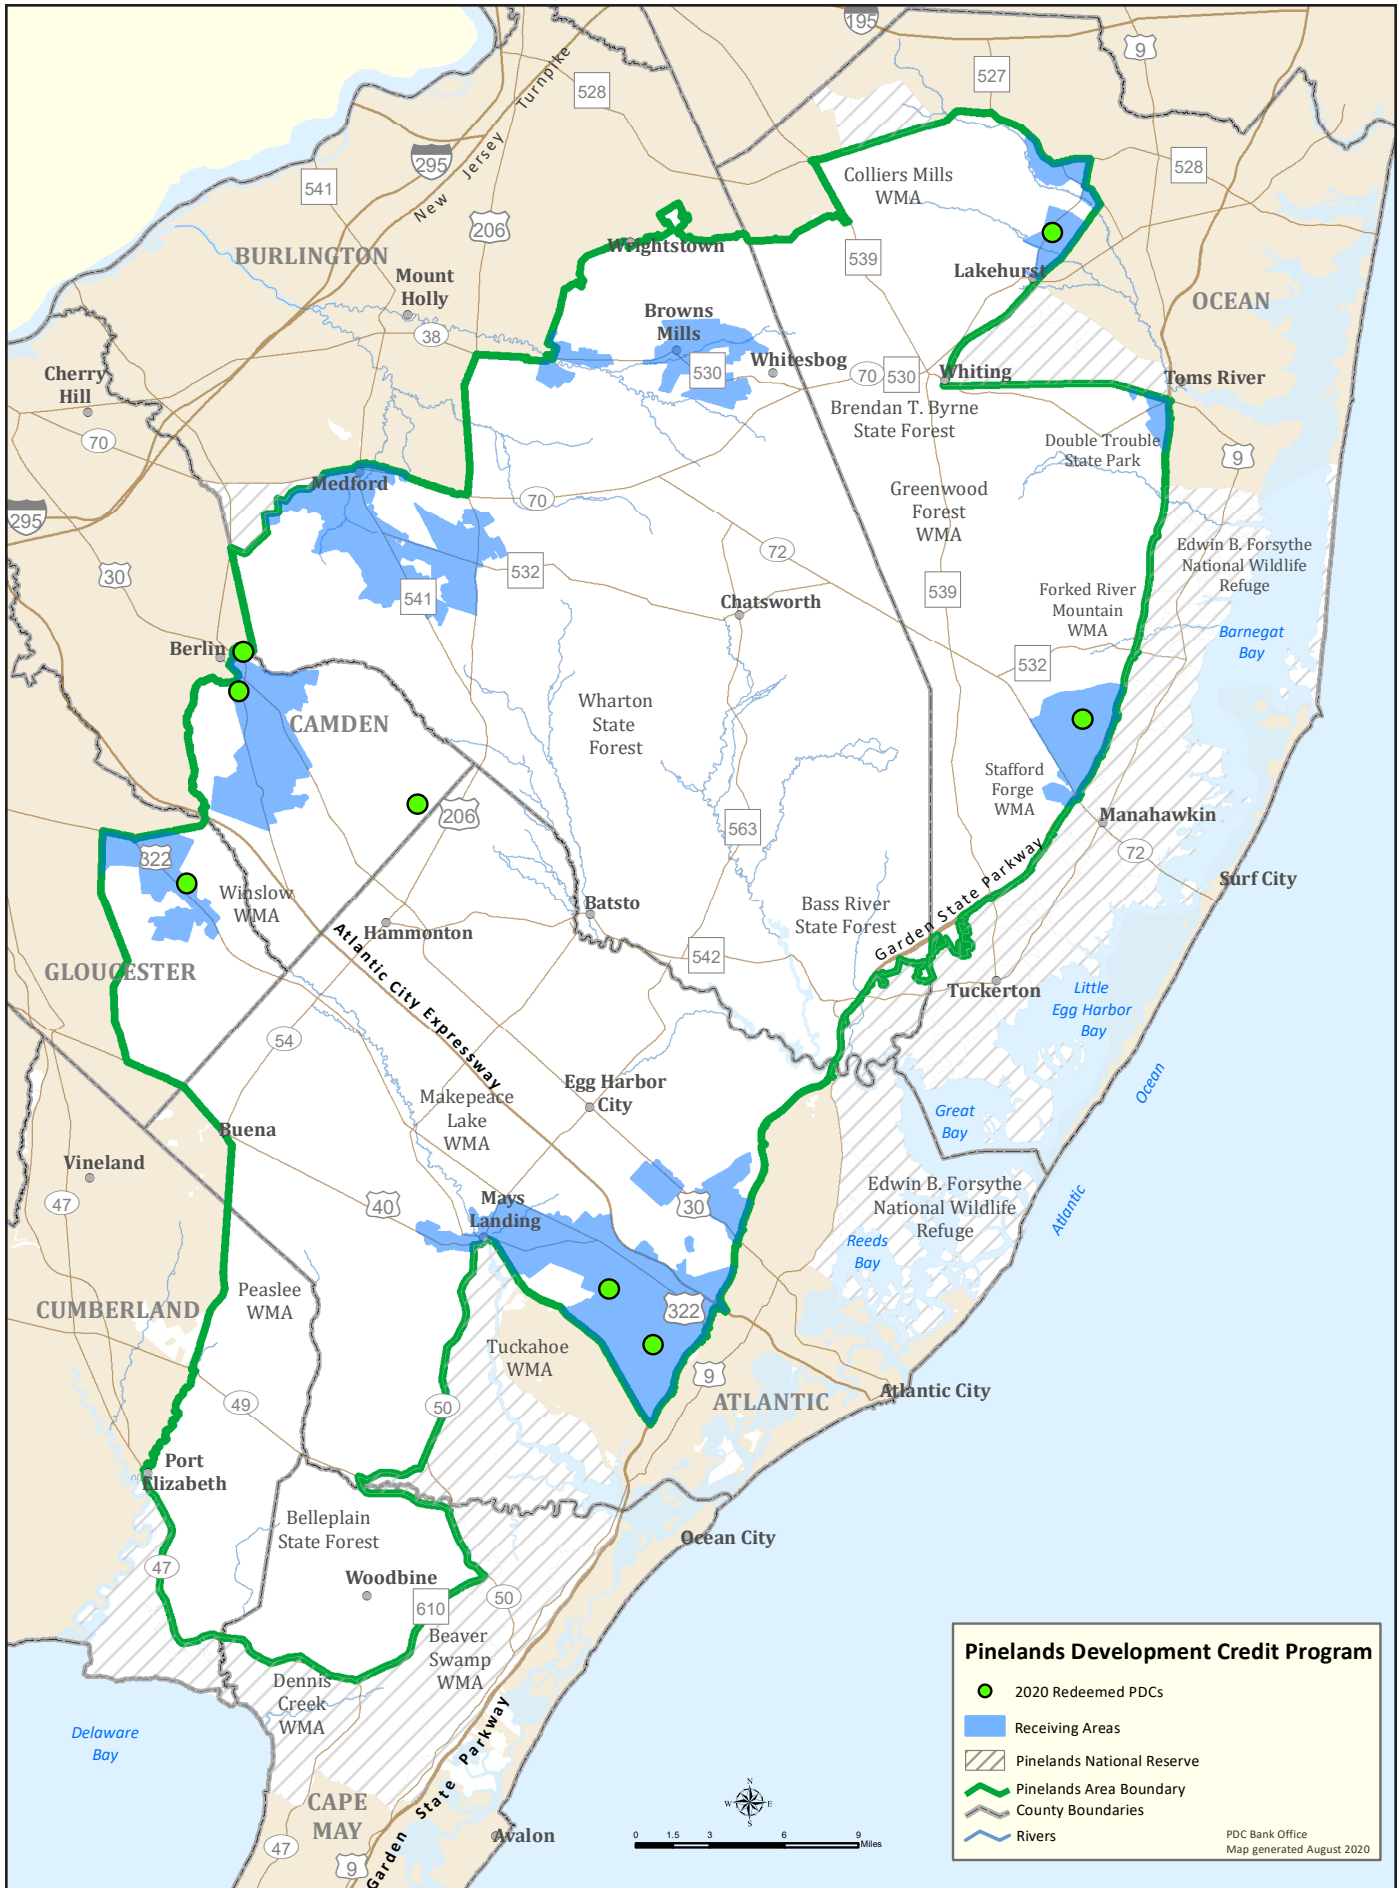 195
9
527
528
New Jersey Turnpike
295
541
528
Colliers Mills
WMA
206
Wrightstown
BURLINGTON
539
Mount
Holly
Lakehurst
OCEAN
Browns
Mills
38
Whitesbog
530
70
530
Whiting
Toms River
Cherry
Hill
Brendan T. Byrne
State Forest
70
Double Trouble
State Park
9
Medford
70
Greenwood
Forest
WMA
295
72
Edwin B. Forsythe
National Wildlife
Refuge
30
532
541
539
Forked River
Mountain
WMA
Chatsworth
Barnegat
Bay
Berlin
532
CAMDEN
Wharton
State
Forest
Stafford
Forge
WMA
206
563
Manahawkin
72
322
Surf City
Winslow
WMA
Batsto
Bass River
State Forest
Garden State Parkway
Hammonton
Atlantic City Expressway
542
GLOUCESTER
Tuckerton
Little
Egg Harbor
Bay
54
Egg Harbor
City
Makepeace
Lake
WMA
Ocean
Great
Bay
Buena
Vineland
47
40
Mays
Landing
30
Edwin B. Forsythe
National Wildlife
Refuge
Atlantic
Reeds
Bay
Peaslee
WMA
CUMBERLAND
322
Tuckahoe
WMA
9
Atlantic City
ATLANTIC
49
50
Port
Elizabeth
Belleplain
State Forest
Ocean City
47
Woodbine
50
610
Beaver
Swamp
WMA
Dennis
Creek
WMA
Delaware
Bay
Garden State Parkway
CAPE
MAY
47
9
Avalon
N
W E
S
0 1.5 3 6 9
Miles
Pinelands Development Credit Program
2020 Redeemed PDCs
Receiving Areas
Pinelands National Reserve
Pinelands Area Boundary
County Boundaries
Rivers
PDC Bank Office
Map generated August 2020